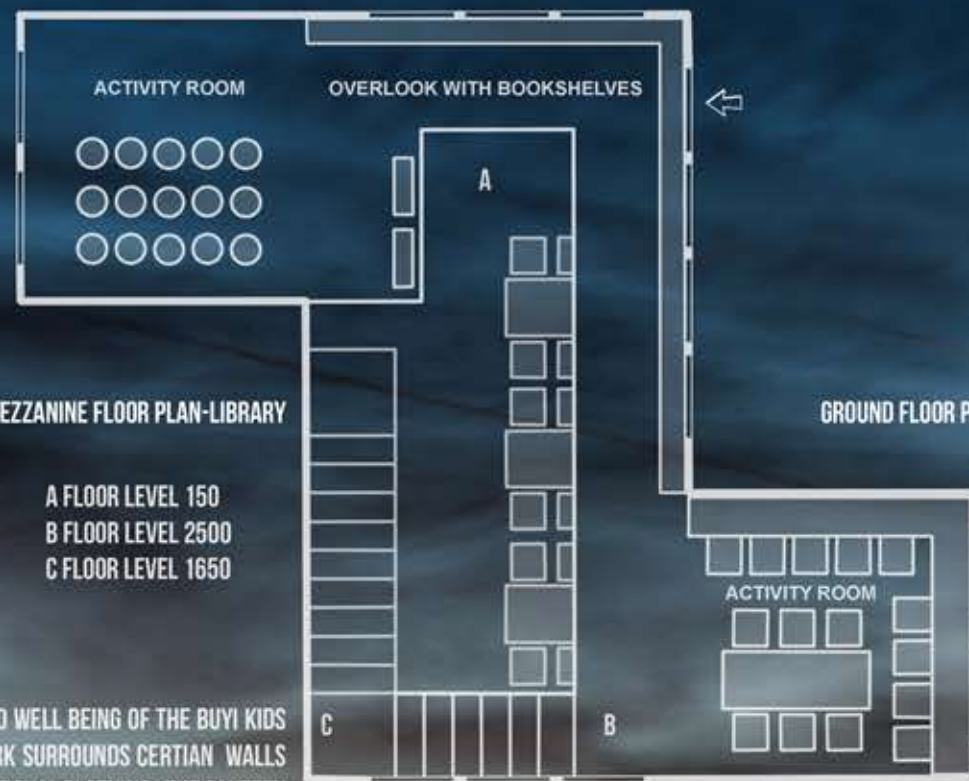 ACTIVITY ROOM
OVERLOOK WITH BOOKSHELVES
A
EZZANINE FLOOR PLAN-LIBRARY
GROUND FLOOR P
A FLOOR LEVEL 150
B FLOOR LEVEL 2500
C FLOOR LEVEL 1650
ACTIVITY ROOM
WELL BEING OF THE BUYI KIDS
SURROUNDS CERTIAN WALLS
C
B